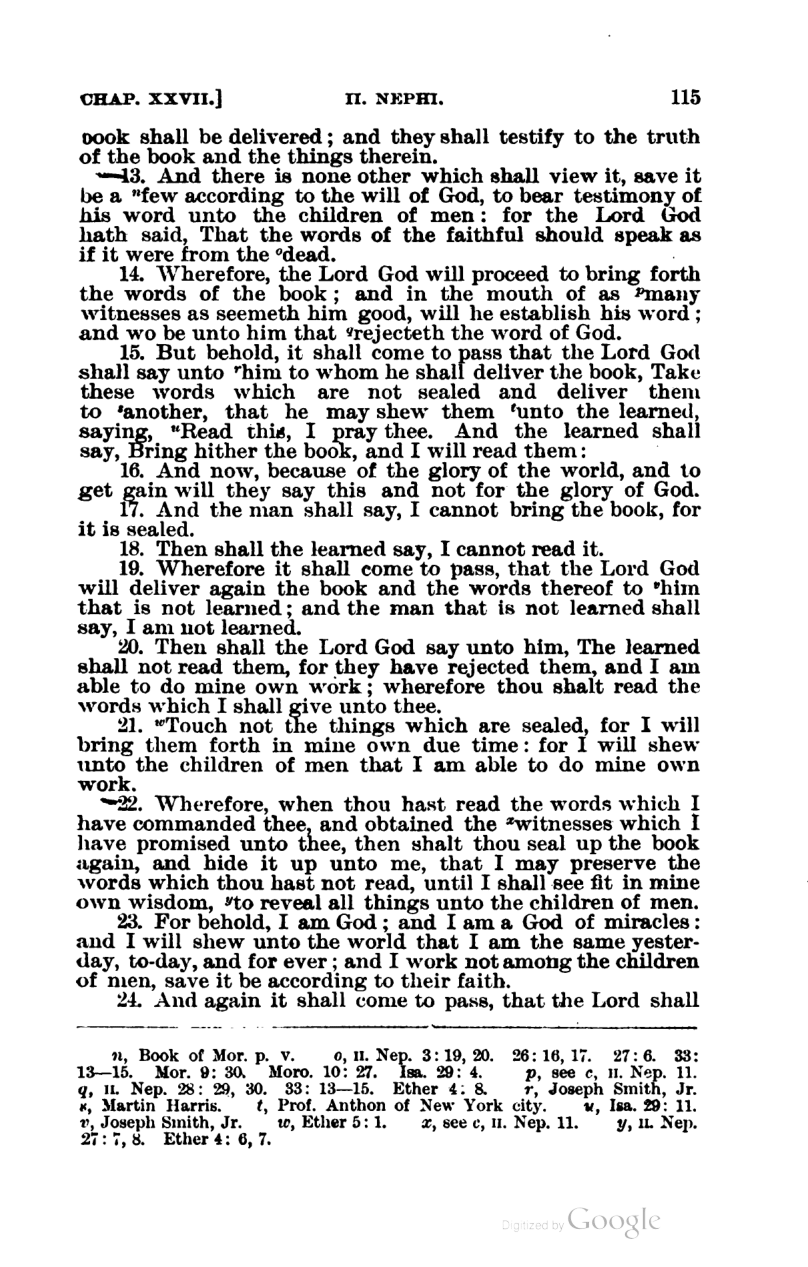 CHAP. XXVII.] II. NEPHI. 115
book shall be delivered; and they shall testify to the truth
of the book and the things therein.
13. And there is none other which shall view it, save it
be a ⁿfew according to the will of God, to bear testimony of
his word unto the children of men: for the Lord God
hath said, That the words of the faithful should speak as
if it were from the ᵒdead.
14. Wherefore, the Lord God will proceed to bring forth
the words of the book; and in the mouth of as ᵖmany
witnesses as seemeth him good, will he establish his word;
and wo be unto him that ᑫrejecteth the word of God.
15. But behold, it shall come to pass that the Lord God
shall say unto ʳhim to whom he shall deliver the book, Take
these words which are not sealed and deliver them
to ˢanother, that he may shew them ᵗunto the learned,
saying, ᵘRead this, I pray thee. And the learned shall
say, Bring hither the book, and I will read them:
16. And now, because of the glory of the world, and to
get gain will they say this and not for the glory of God.
17. And the man shall say, I cannot bring the book, for
it is sealed.
18. Then shall the learned say, I cannot read it.
19. Wherefore it shall come to pass, that the Lord God
will deliver again the book and the words thereof to ᵛhim
that is not learned; and the man that is not learned shall
say, I am not learned.
20. Then shall the Lord God say unto him, The learned
shall not read them, for they have rejected them, and I am
able to do mine own work; wherefore thou shalt read the
words which I shall give unto thee.
21. ʷTouch not the things which are sealed, for I will
bring them forth in mine own due time: for I will shew
unto the children of men that I am able to do mine own
work.
22. Wherefore, when thou hast read the words which I
have commanded thee, and obtained the ˣwitnesses which I
have promised unto thee, then shalt thou seal up the book
again, and hide it up unto me, that I may preserve the
words which thou hast not read, until I shall see fit in mine
own wisdom, ʸto reveal all things unto the children of men.
23. For behold, I am God; and I am a God of miracles:
and I will shew unto the world that I am the same yester-
day, to-day, and for ever; and I work not among the children
of men, save it be according to their faith.
24. And again it shall come to pass, that the Lord shall
n, Book of Mor. p. v. o, II. Nep. 3: 19, 20. 26: 16, 17. 27: 6. 33:
13—15. Mor. 9: 30. Moro. 10: 27. Isa. 29: 4. p, see c, II. Nep. 11.
q, II. Nep. 28: 29, 30. 33: 13—15. Ether 4: 8. r, Joseph Smith, Jr.
s, Martin Harris. t, Prof. Anthon of New York city. u, Isa. 29: 11.
v, Joseph Smith, Jr. w, Ether 5: 1. x, see c, II. Nep. 11. y, II. Nep.
27: 7, 8. Ether 4: 6, 7.
Digitized by Google